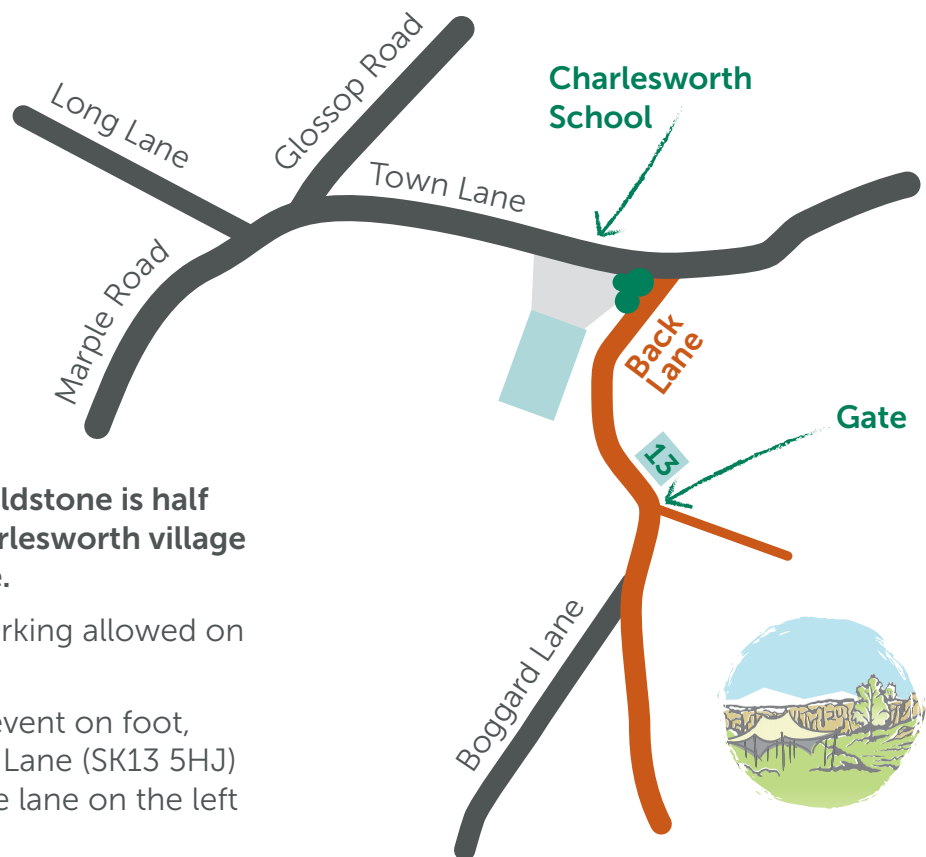 Long Lane
Glossop Road
Charlesworth
School
Town Lane
Marple Road
Back
Lane
Gate
13
ldstone is half
rlesworth village
e.
rking allowed on
event on foot,
Lane (SK13 5HJ)
e lane on the left
Boggard Lane